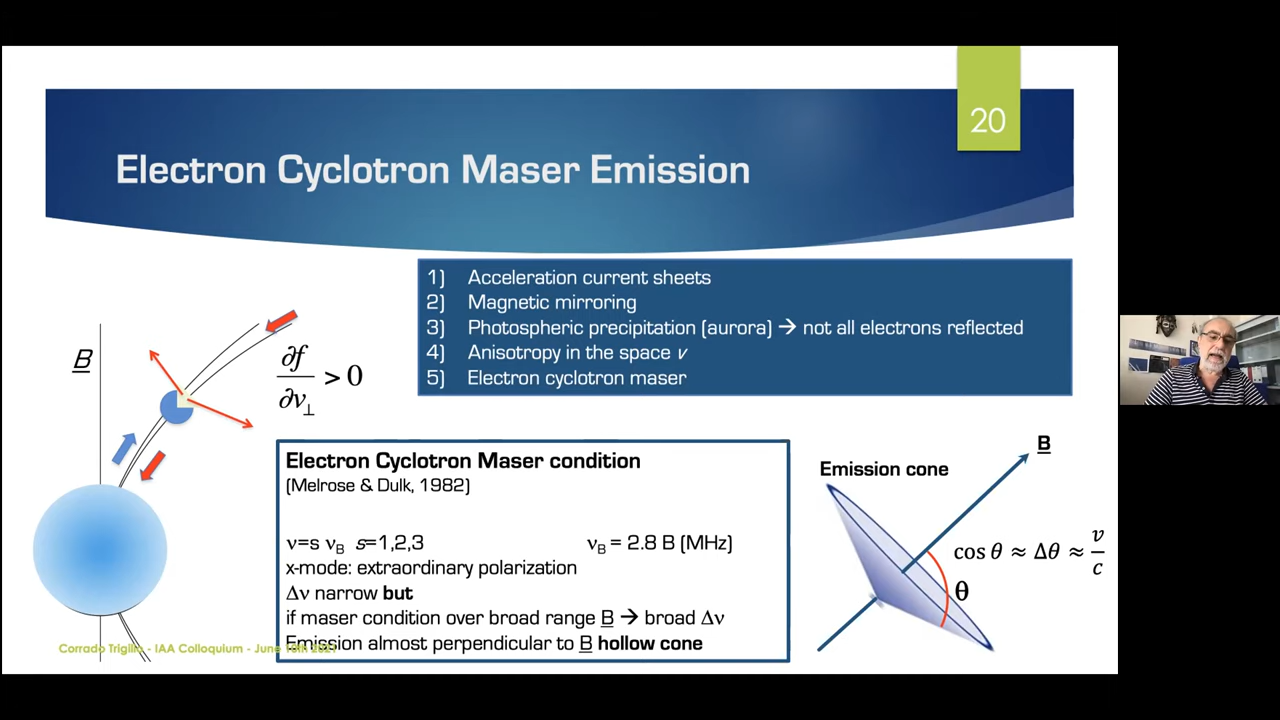 20
Electron Cyclotron Maser Emission
1) Acceleration current sheets
2) Magnetic mirroring
3) Photospheric precipitation (aurora) → not all electrons reflected
4) Anisotropy in the space v
5) Electron cyclotron maser
B
∂f/∂v⊥ > 0
Electron Cyclotron Maser condition
(Melrose & Dulk, 1982)
ν=s νB s=1,2,3 νB = 2.8 B (MHz)
x-mode: extraordinary polarization
Δν narrow but
if maser condition over broad range B → broad Δν
Emission almost perpendicular to B hollow cone
Emission cone
B
cos θ ≈ Δθ ≈ v/c
θ
Corrado Trigilio - IAA Colloquium - June 2021